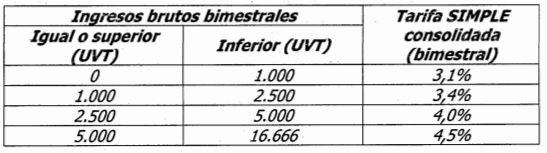 Ingresos brutos bimestrales
Tarifa SIMPLE
consolidada
(bimestral)
Igual o superior
(UVT)
Inferior (UVT)
0 1.000 3,1%
1.000 2.500 3,4%
2.500 5.000 4,0%
5.000 16.666 4,5%